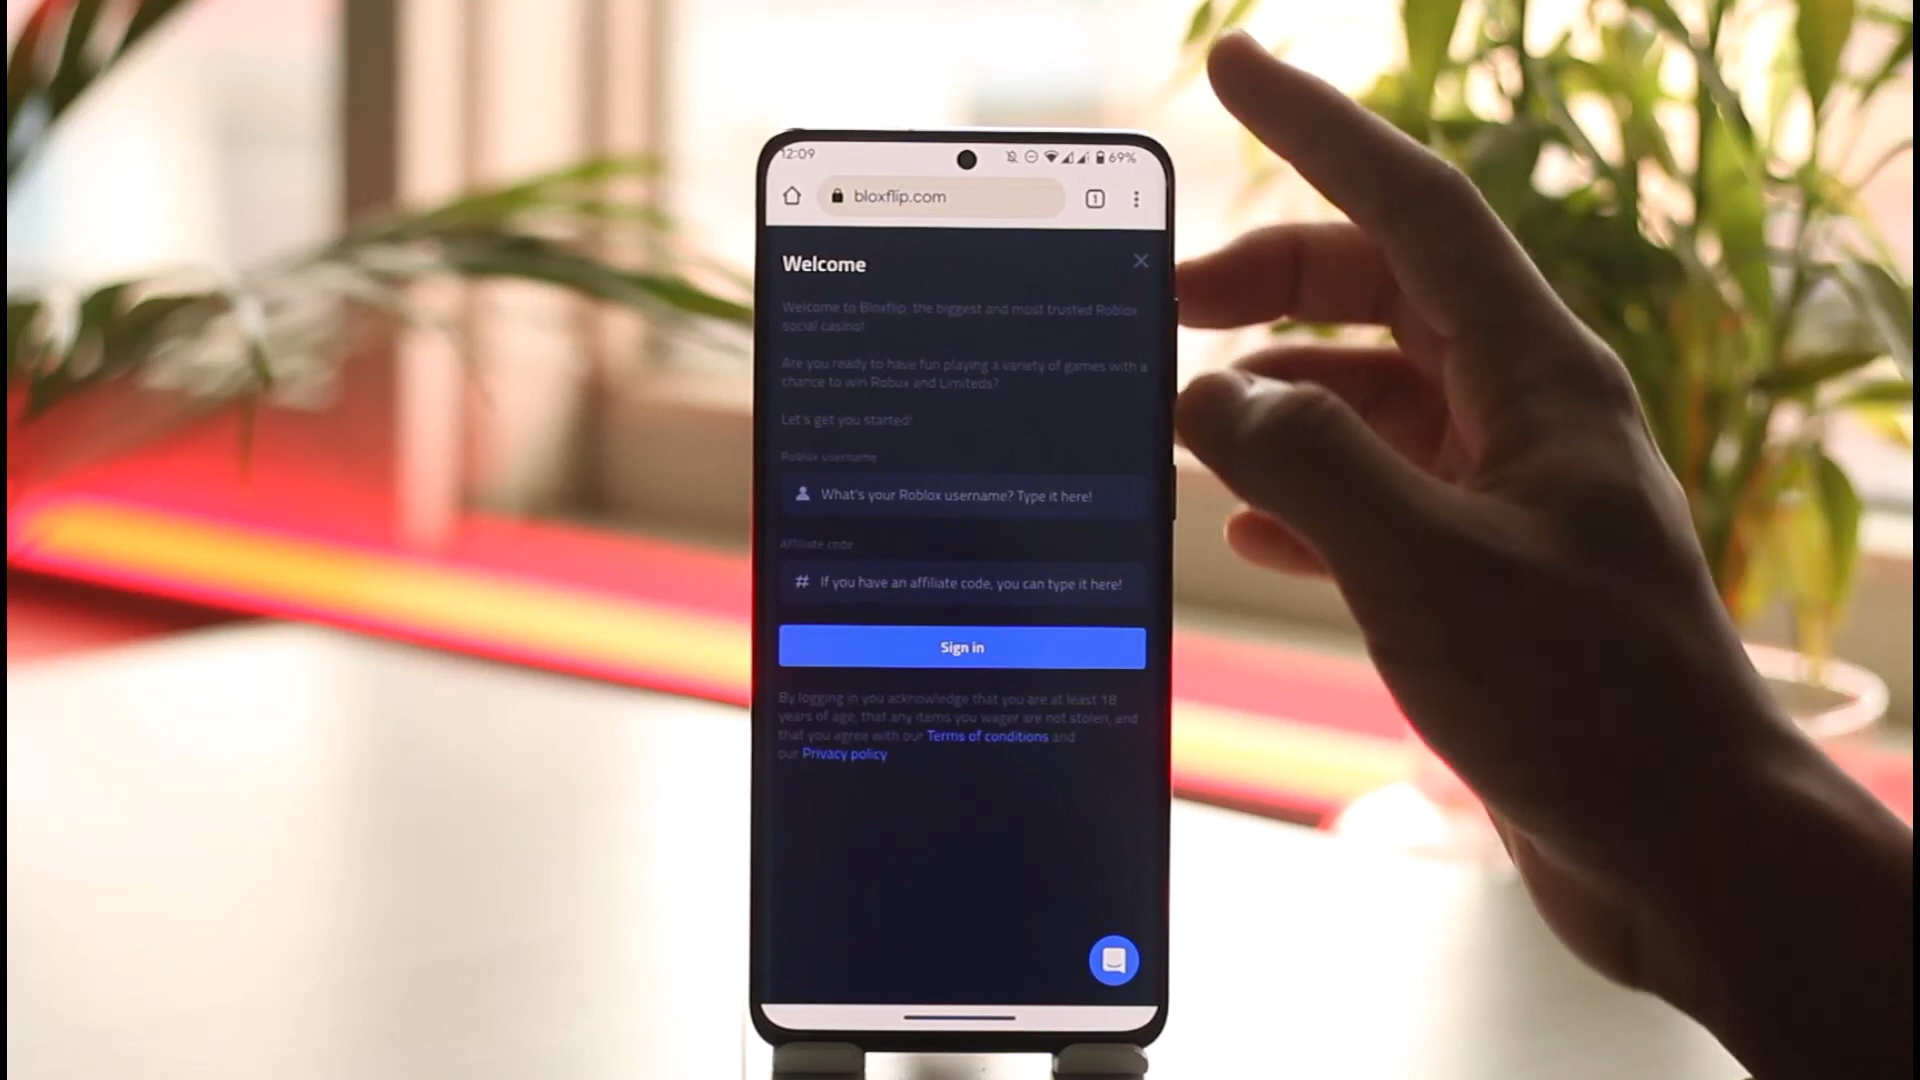 12:09
69%
bloxflip.com
1
Welcome
Welcome to Bloxflip, the biggest and most trusted Roblox
social casino!
Are you ready to have fun playing a variety of games with a
chance to win Robux and Limiteds?
Let's get you started!
Roblox username
What's your Roblox username? Type it here!
Affiliate code
# If you have an affiliate code, you can type it here!
Sign in
By logging in you acknowledge that you are at least 18
years of age, that any items you wager are not stolen, and
that you agree with our Terms of conditions and
our Privacy policy